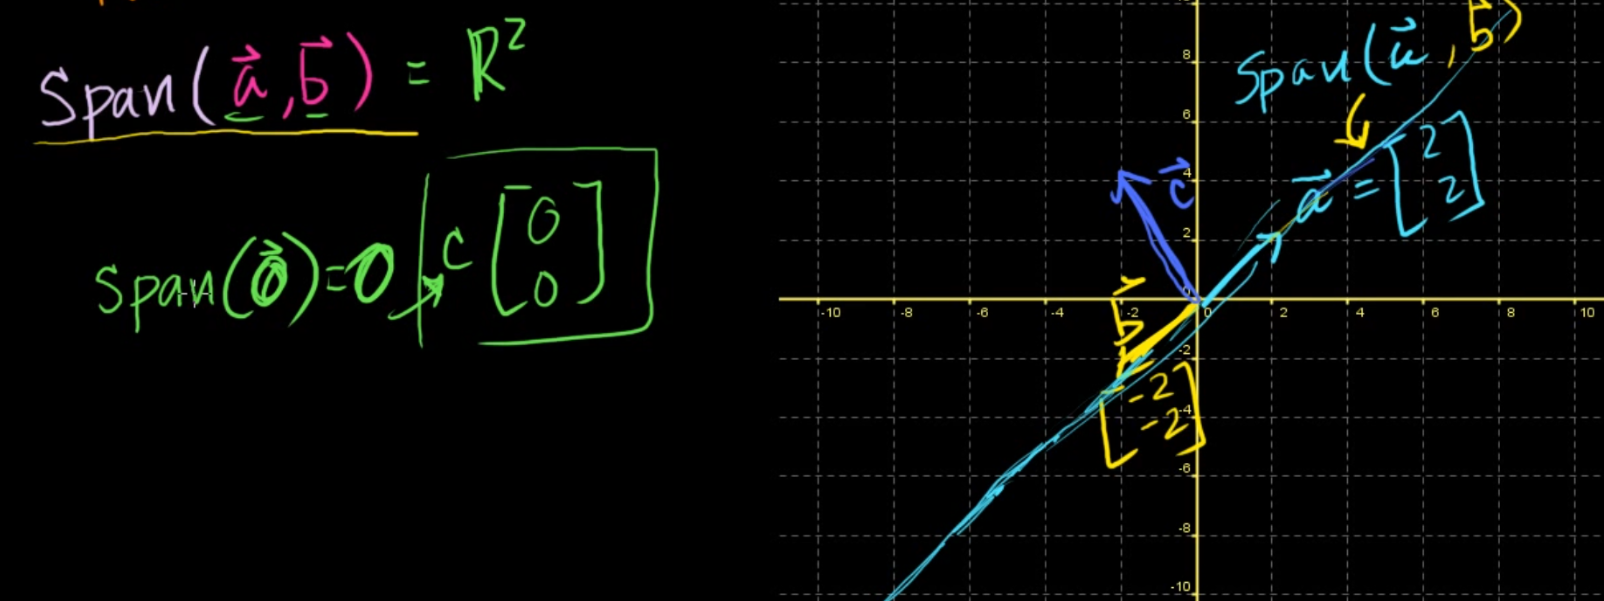 Span(a⃗, b⃗) = R²
Span(0⃗) = 0 c [0
0]
Span(a⃗, b⃗)
a⃗ = [2
2]
c⃗
b⃗
[-2
-2]
8
6
4
2
0
-10 -8 -6 -4 -2 0 2 4 6 8 10
-2
-4
-6
-8
-10